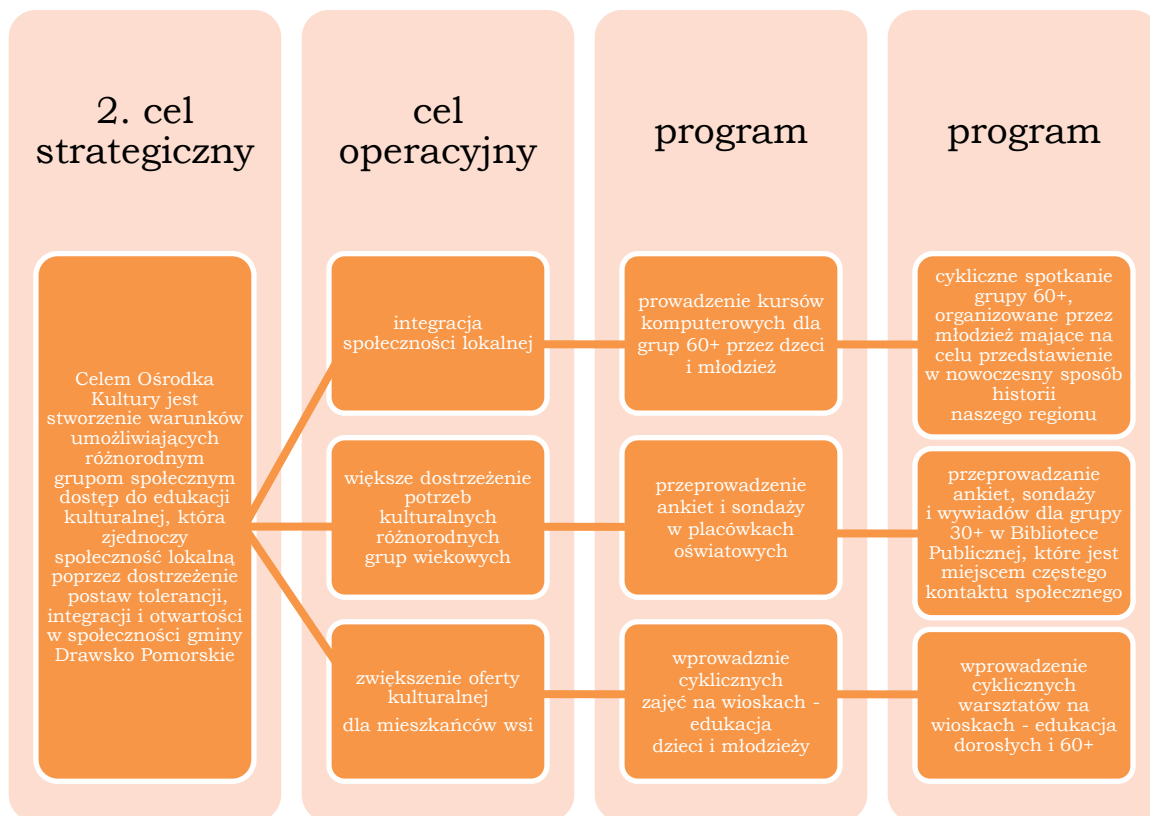 2. cel
strategiczny
cel
operacyjny
program
program
Celem Ośrodka
Kultury jest
stworzenie warunków
umożliwiających
różnorodnym
grupom społecznym
dostęp do edukacji
kulturalnej, która
zjednoczy
społeczność lokalną
poprzez dostrzeżenie
postaw tolerancji,
integracji i otwartości
w społeczności gminy
Drawsko Pomorskie
integracja
społeczności lokalnej
prowadzenie kursów
komputerowych dla
grup 60+ przez dzeci
i młodzież
cykliczne spotkanie
grupy 60+,
organizowane przez
młodzież mające na
celu przedstawienie
w nowoczesny sposób
historii
naszego regionu
większe dostrzeżenie
potrzeb
kulturalnych
różnorodnych
grup wiekowych
przeprowadzenie
ankiet i sondaży
w placówkach
oświatowych
przeprowadzanie
ankiet, sondaży
i wywiadów dla grupy
30+ w Bibliotece
Publicznej, które jest
miejscem częstego
kontaktu społecznego
zwiększenie oferty
kulturalnej
dla mieszkańców wsi
wprowadznie
cyklicznych
zajęć na wioskach -
edukacja
dzieci i młodzieży
wprowadzenie
cyklicznych
warsztatów na
wioskach - edukacja
dorosłych i 60+